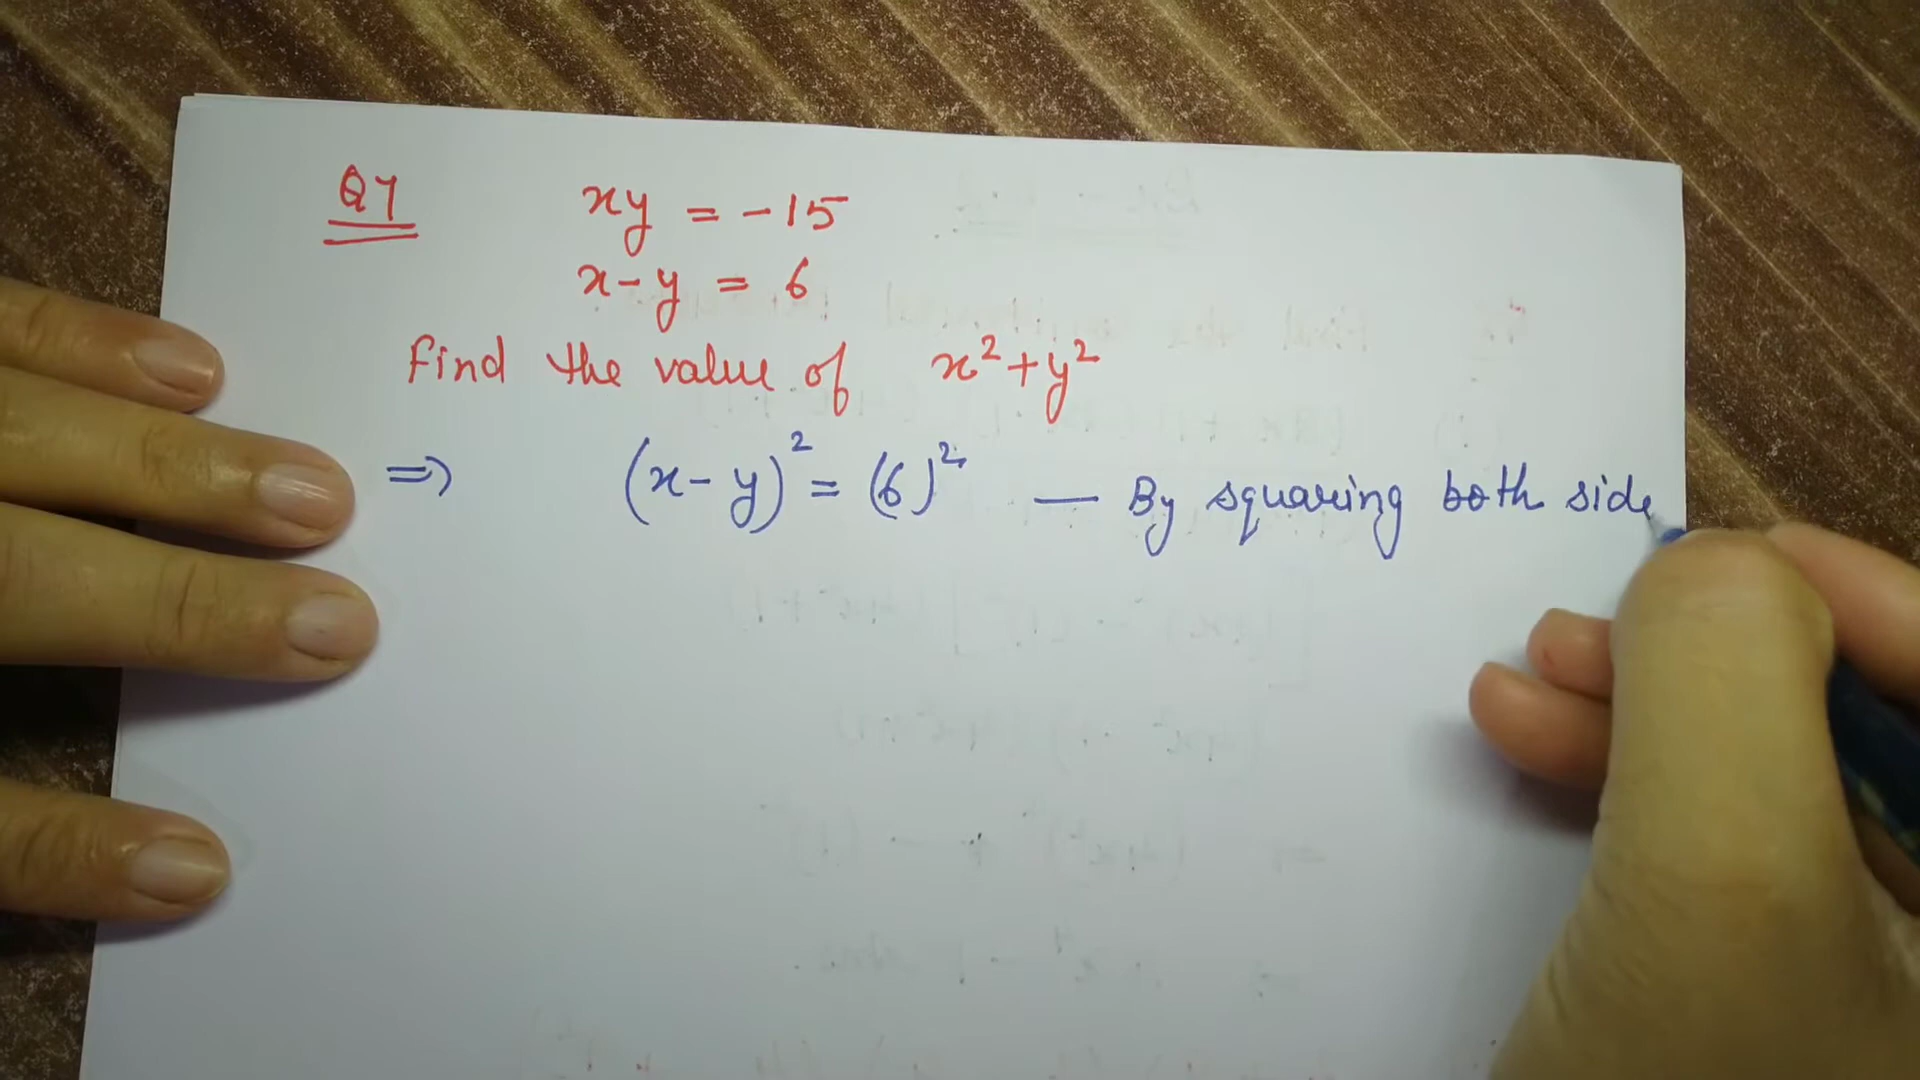 Q7 xy = -15
x-y = 6
Find the value of x²+y²
⇒ (x-y)² = (6)² — By squaring both side